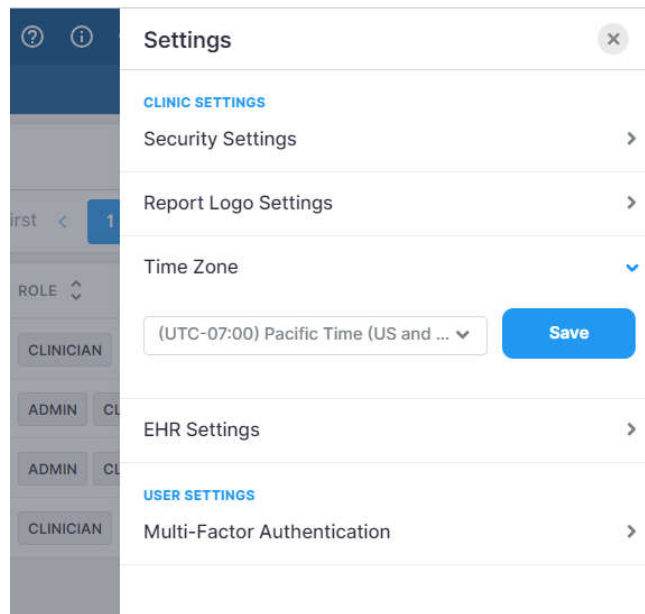 Settings
CLINIC SETTINGS
Security Settings
Report Logo Settings
irst < 1
Time Zone
ROLE
(UTC-07:00) Pacific Time (US and ...
Save
CLINICIAN
ADMIN CL
EHR Settings
ADMIN CL
USER SETTINGS
CLINICIAN
Multi-Factor Authentication